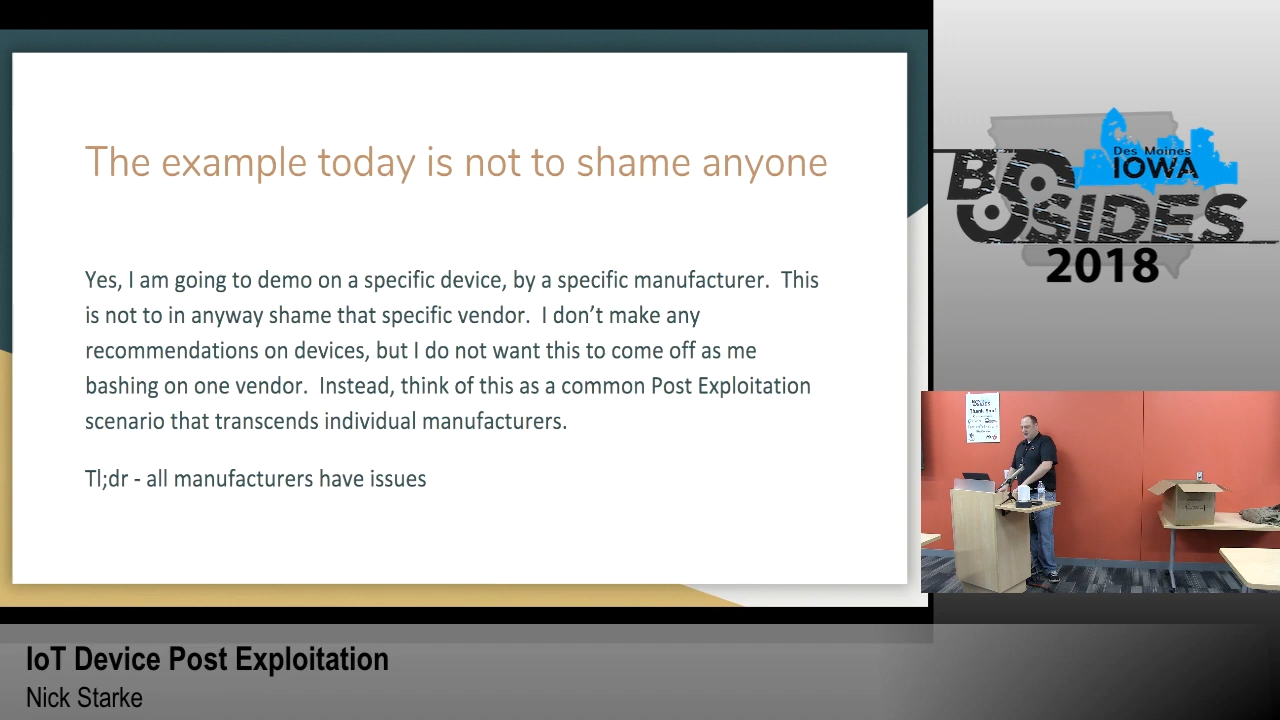 The example today is not to shame anyone
Yes, I am going to demo on a specific device, by a specific manufacturer.  This
is not to in anyway shame that specific vendor.  I don’t make any
recommendations on devices, but I do not want this to come off as me
bashing on one vendor.  Instead, think of this as a common Post Exploitation
scenario that transcends individual manufacturers.
Tl;dr - all manufacturers have issues
Des Moines
IOWA
BSIDES
2018
Thank You!
IoT Device Post Exploitation
Nick Starke